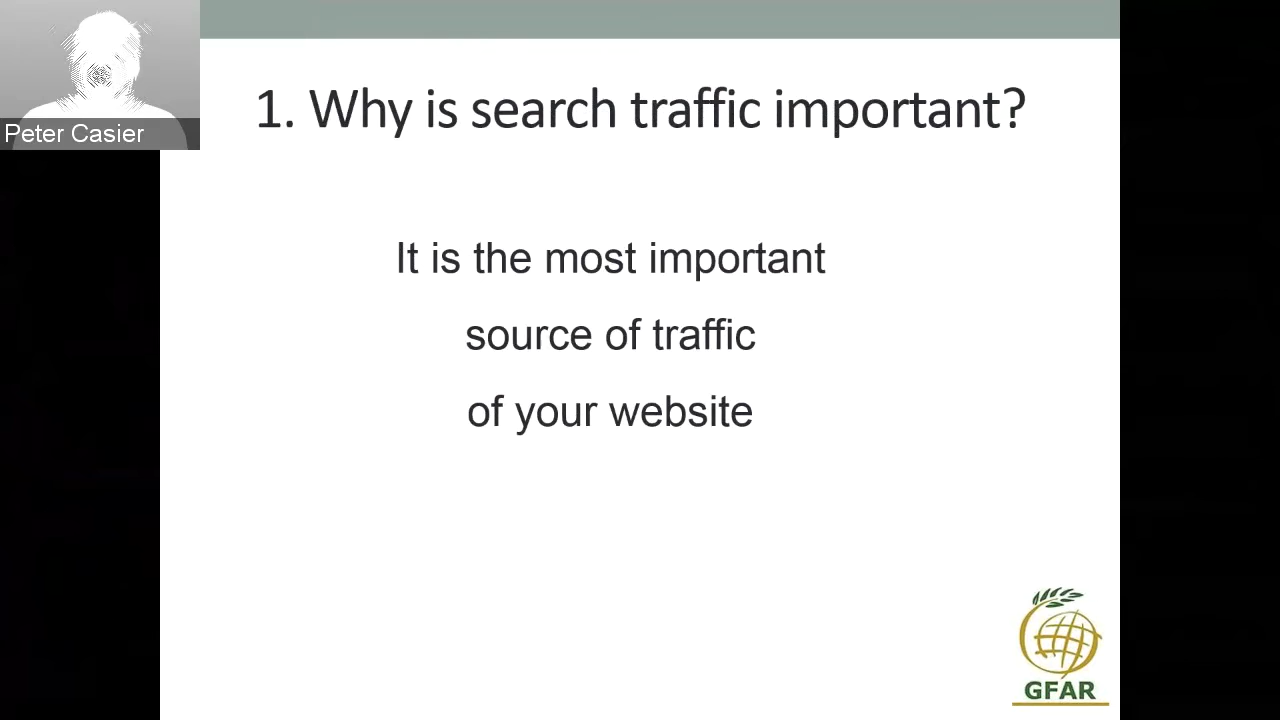 Peter Casier
1. Why is search traffic important?
It is the most important
source of traffic
of your website
GFAR